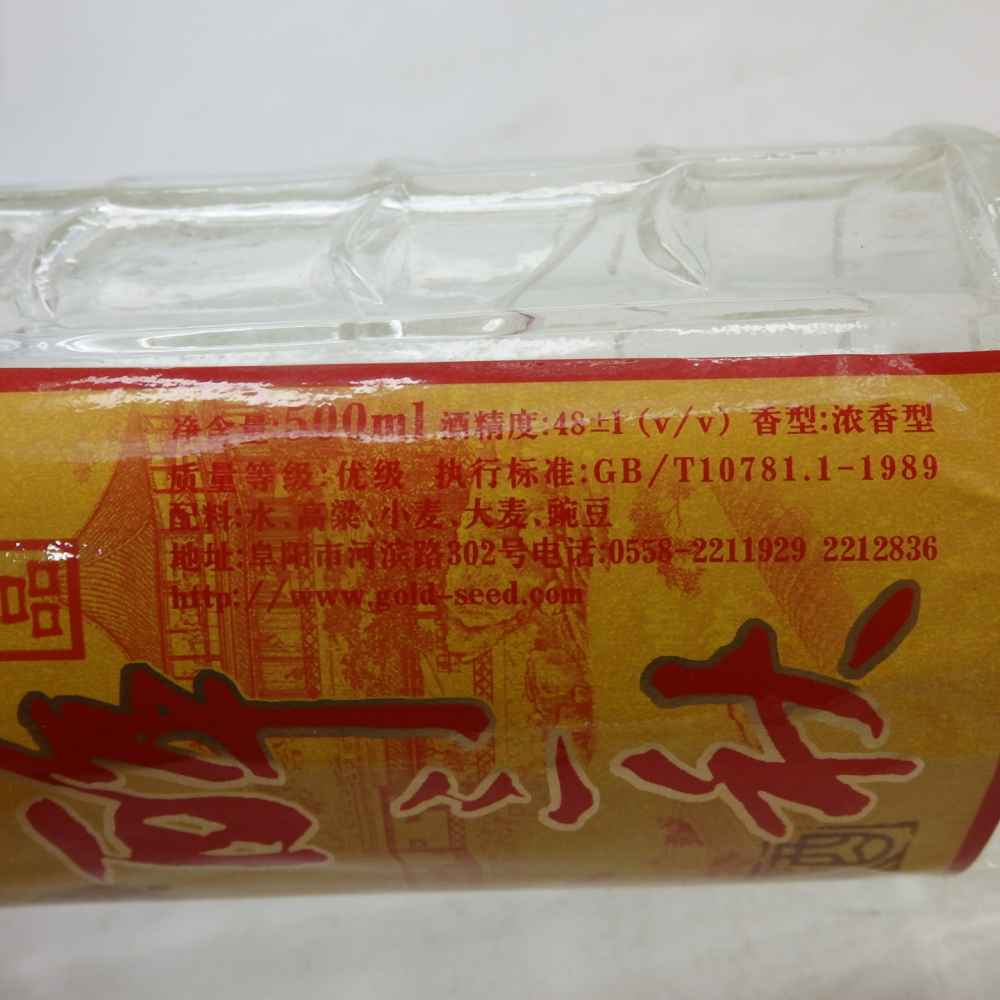 净含量:500ml 酒精度:48±1(v/v) 香型:浓香型
质量等级:优级 执行标准:GB/T10781.1-1989
配料:水、高粱、小麦、大麦、豌豆
地址:阜阳市河滨路302号电话:0558-2211929 2212836
http://www.gold-seed.com
品
醉三秋